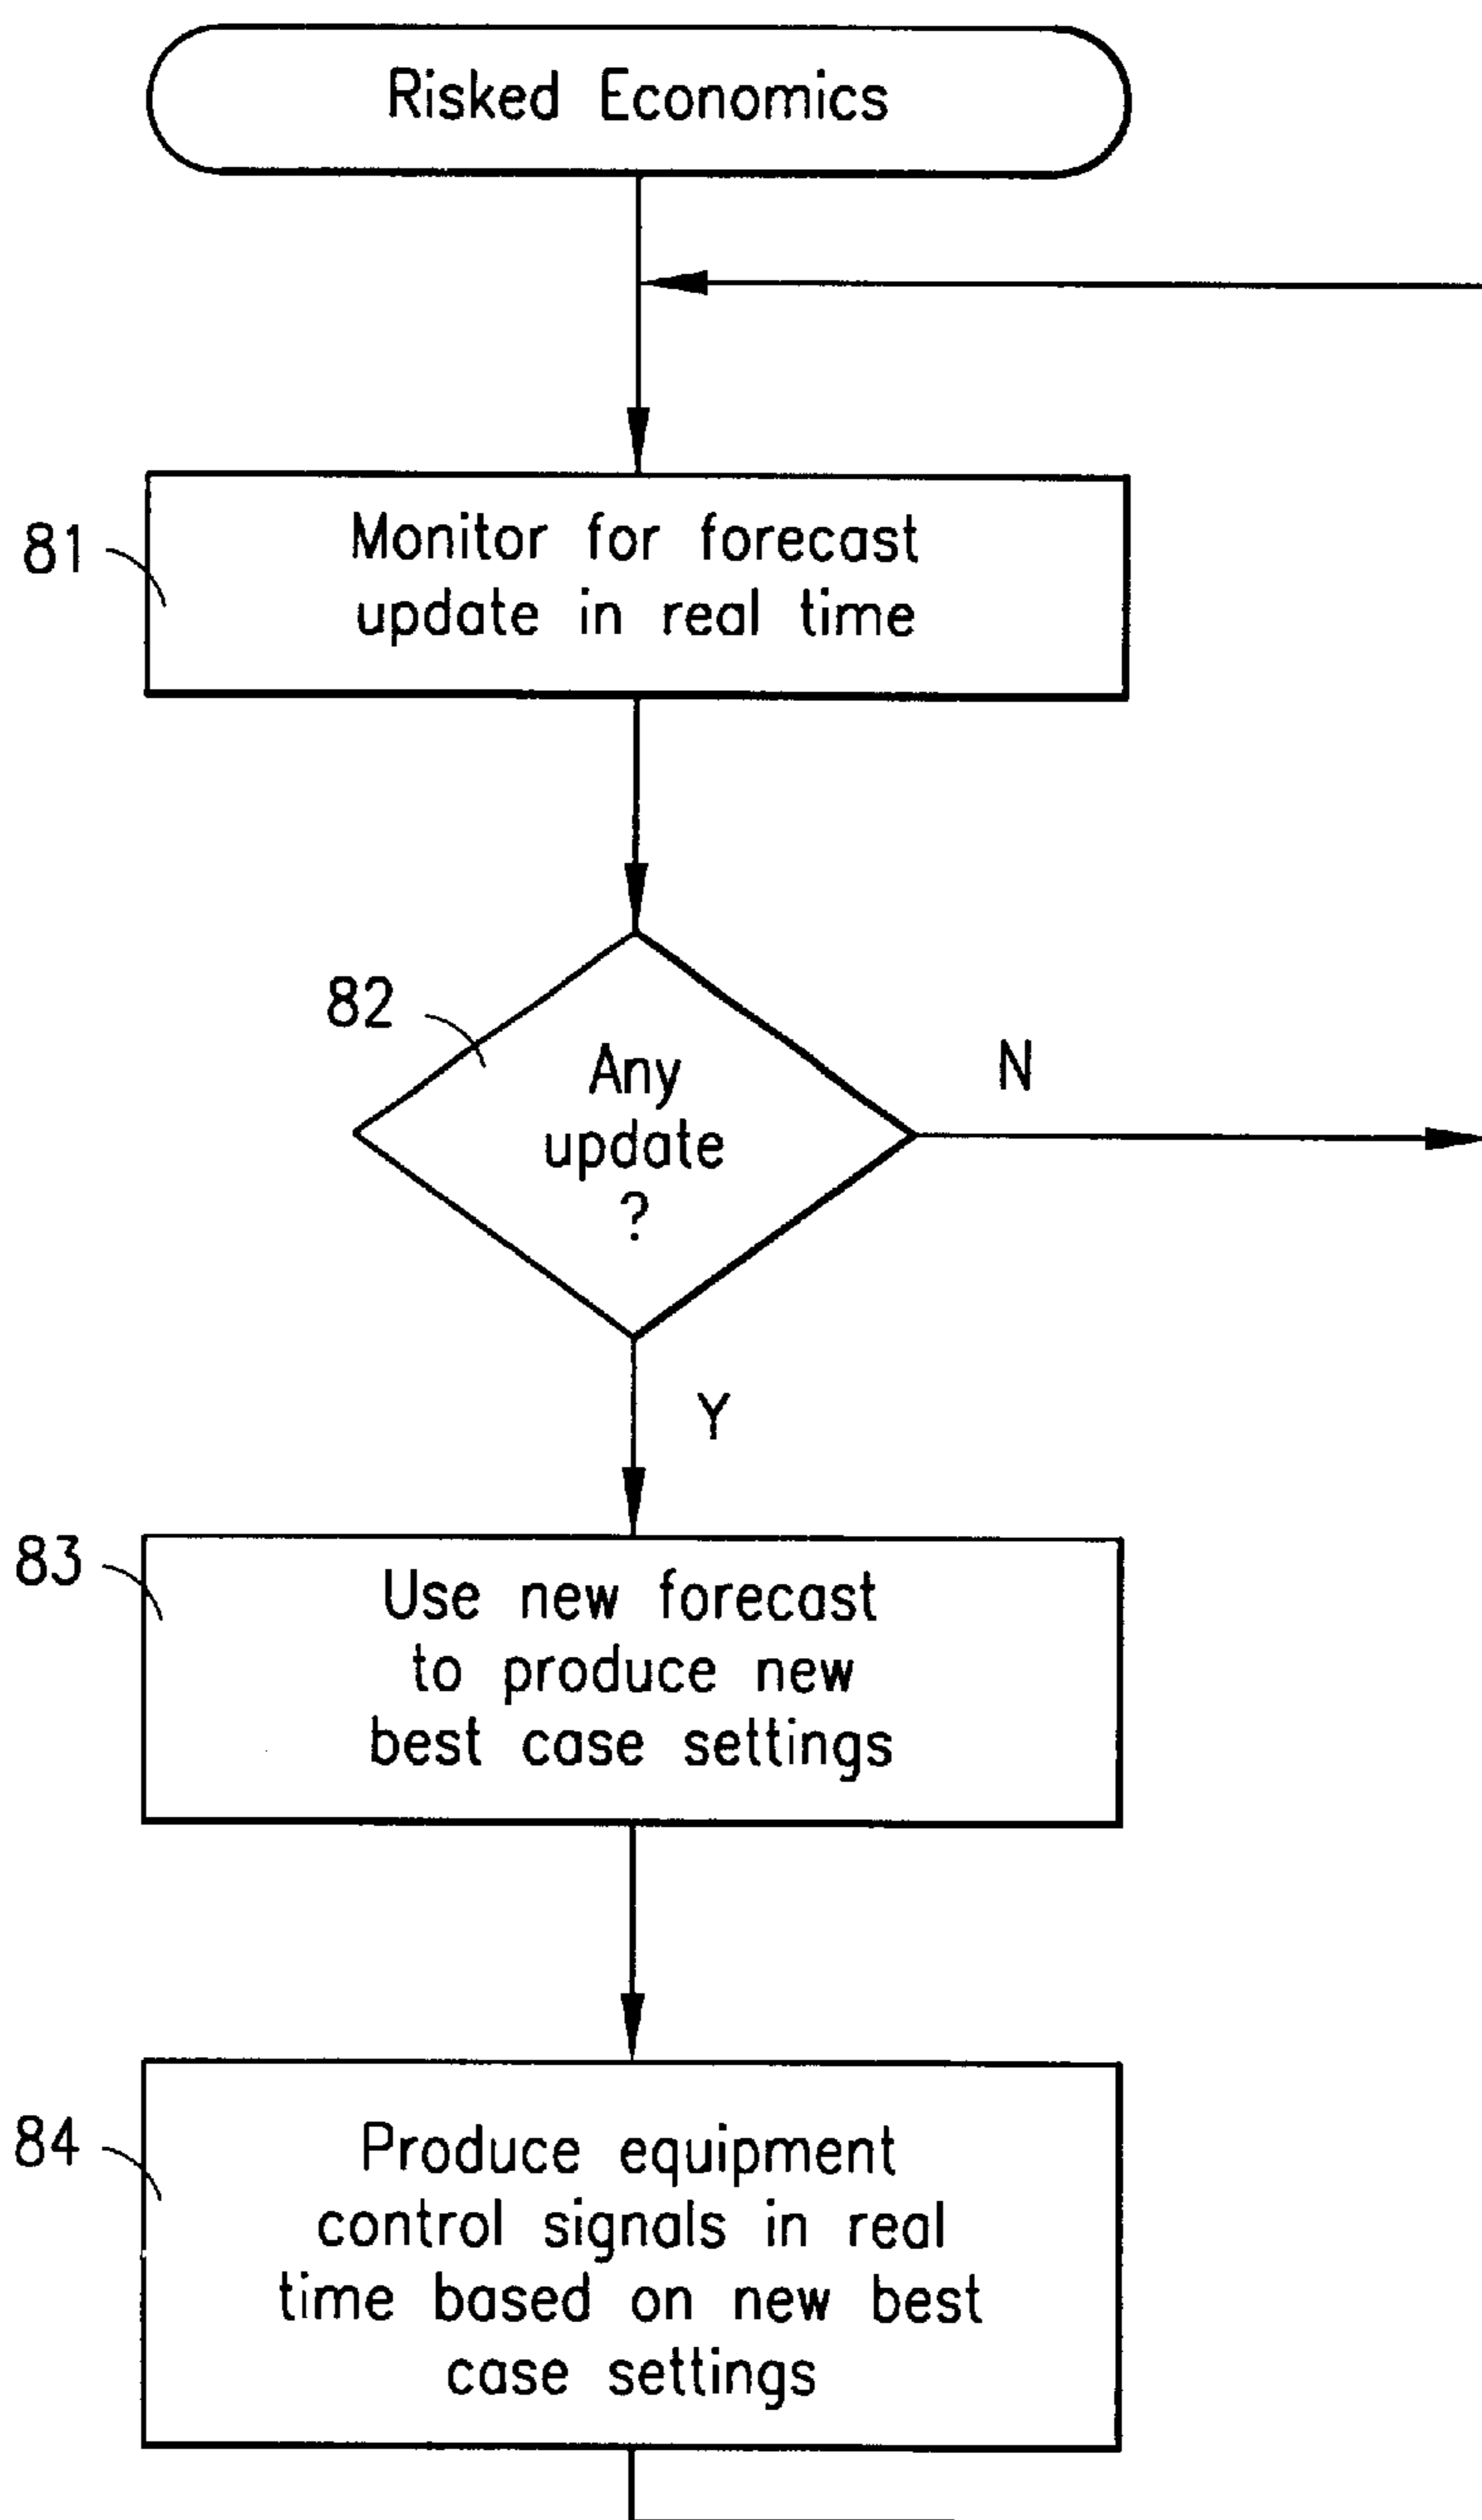 Risked Economics
81
Monitor for forecast
update in real time
82
Any
update
?
N
Y
83
Use new forecast
to produce new
best case settings
84
Produce equipment
control signals in real
time based on new best
case settings